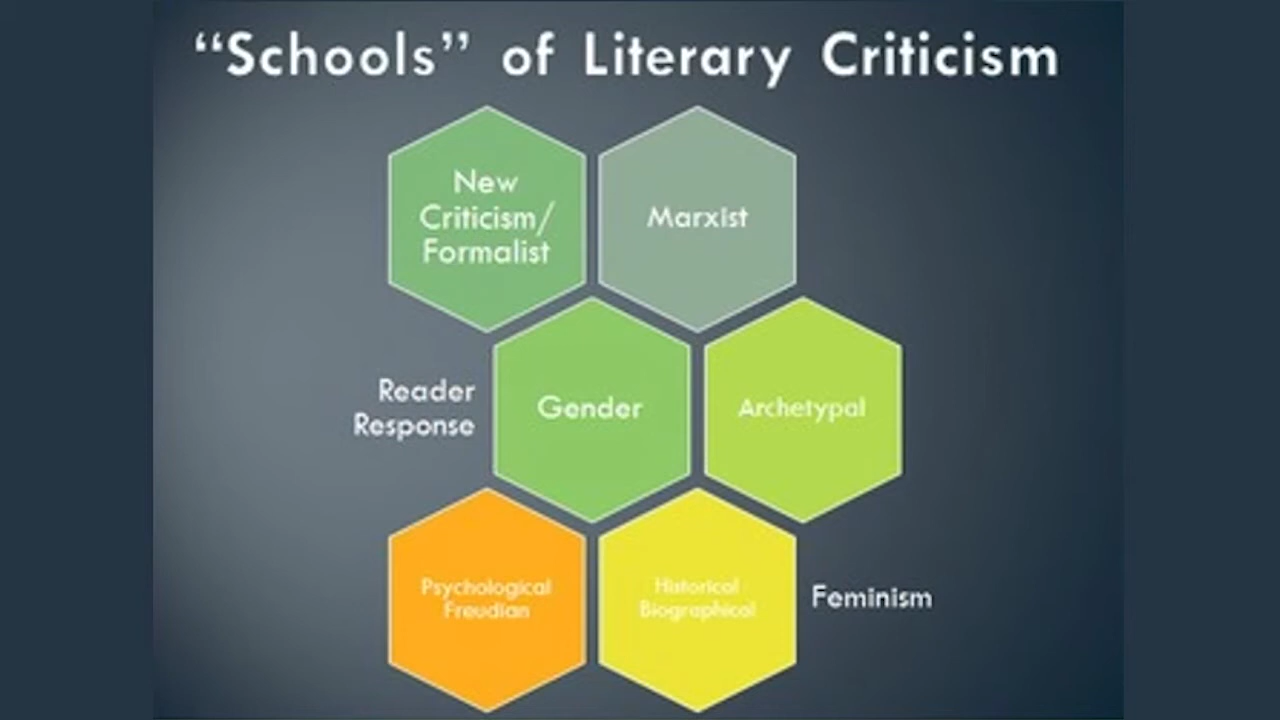 “Schools” of Literary Criticism
New
Criticism/
Formalist
Marxist
Reader
Response
Gender
Archetypal
Psychological
Freudian
Historical
Biographical
Feminism